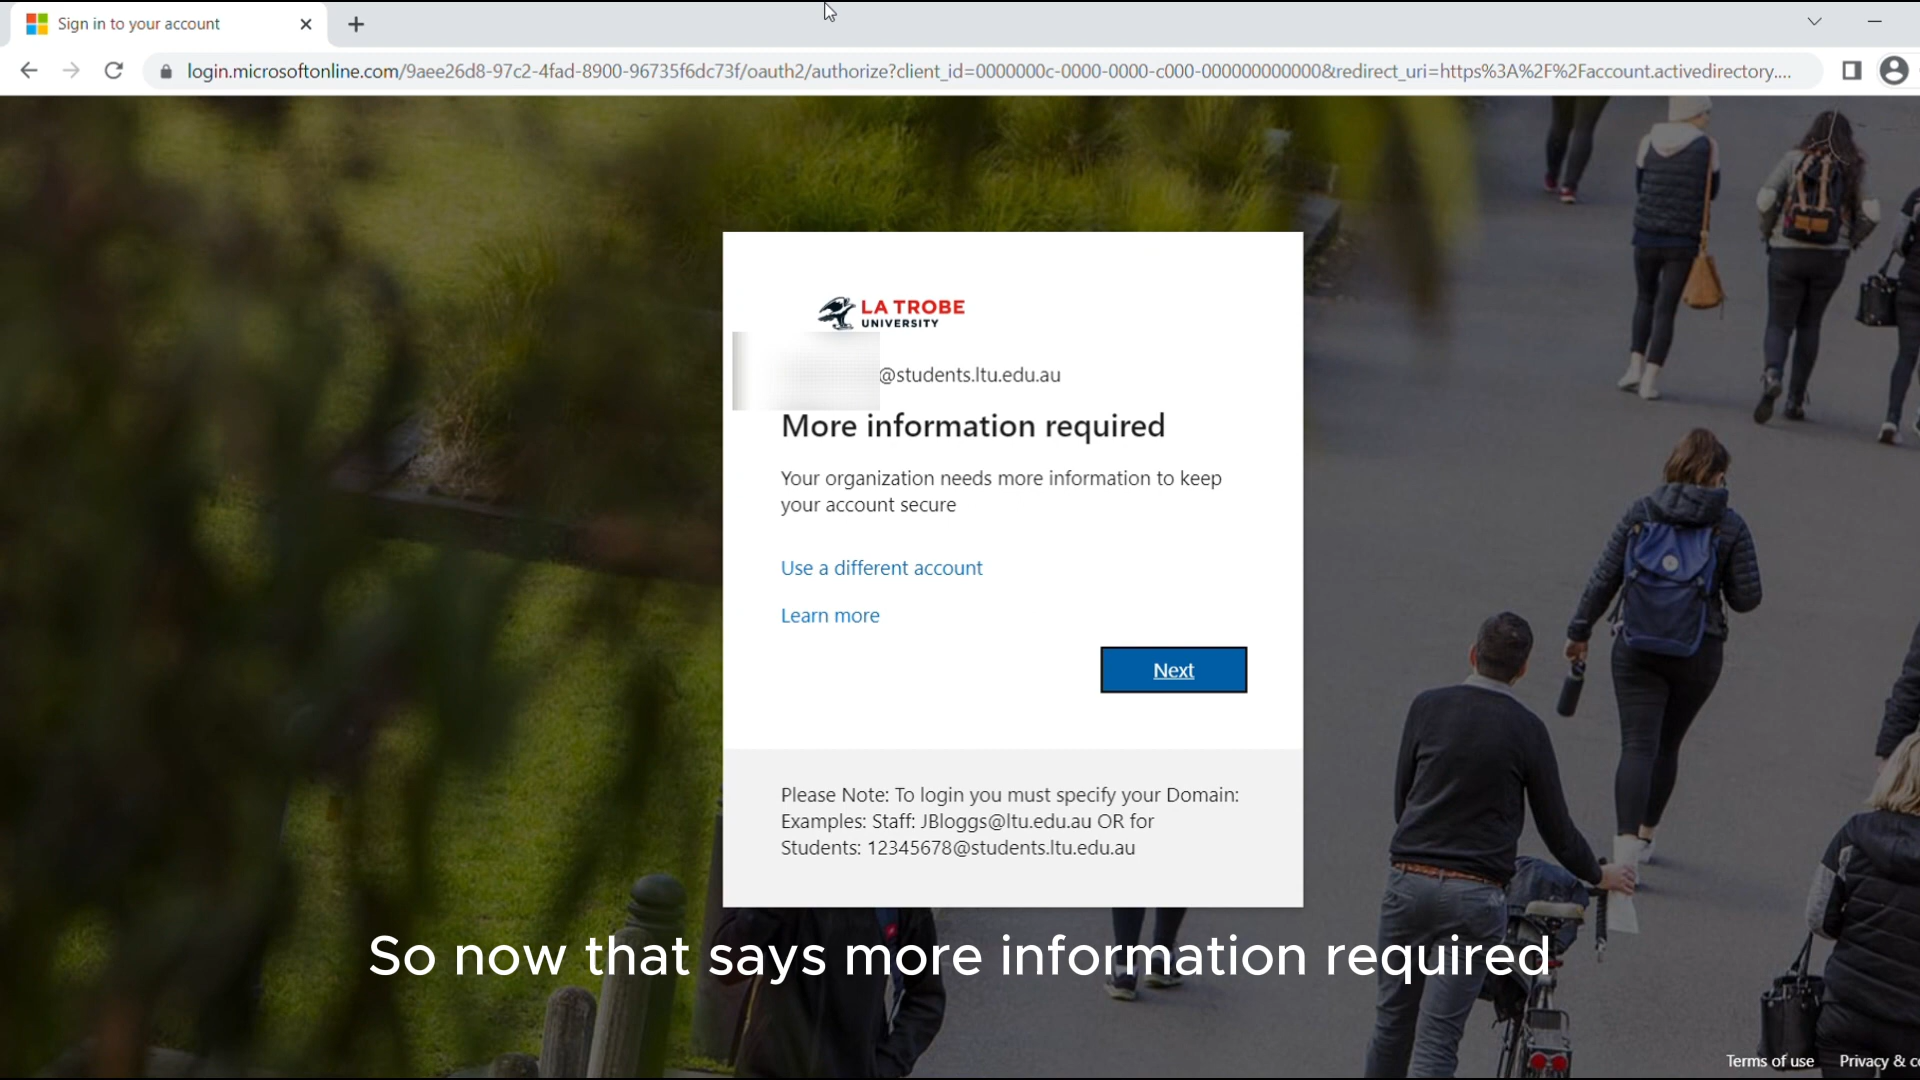 Sign in to your account
login.microsoftonline.com/9aee26d8-97c2-4fad-8900-96735f6dc73f/oauth2/authorize?client_id=0000000c-0000-0000-c000-000000000000&redirect_uri=https%3A%2F%2Faccount.activedirectory....
LA TROBE
UNIVERSITY
@students.ltu.edu.au
More information required
Your organization needs more information to keep
your account secure
Use a different account
Learn more
Next
Please Note: To login you must specify your Domain:
Examples: Staff: JBloggs@ltu.edu.au OR for
Students: 12345678@students.ltu.edu.au
So now that says more information required
Terms of use Privacy & c